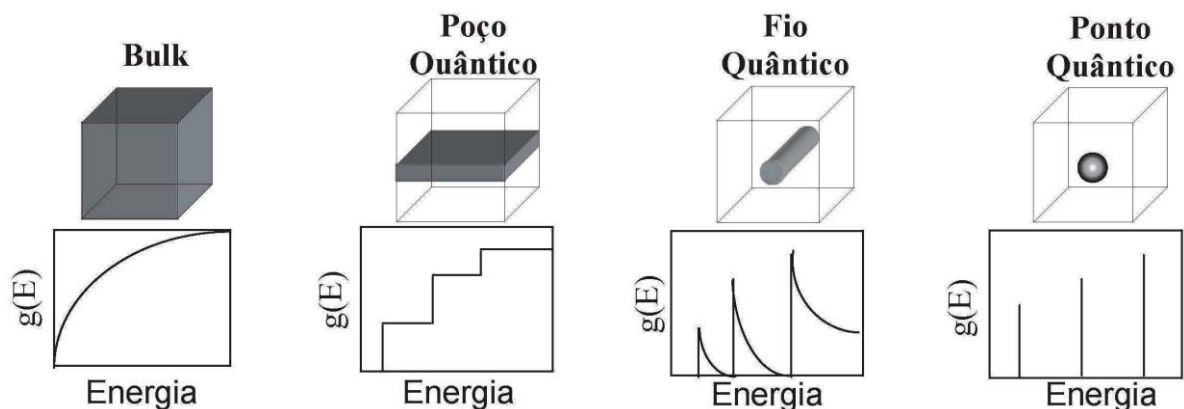 Bulk
Poço
Ouântico
Fio
Quântico
Ponto
Quântico
g(E)
Energia
g(E)
Energia
g(E)
Energia
g(E)
Energia